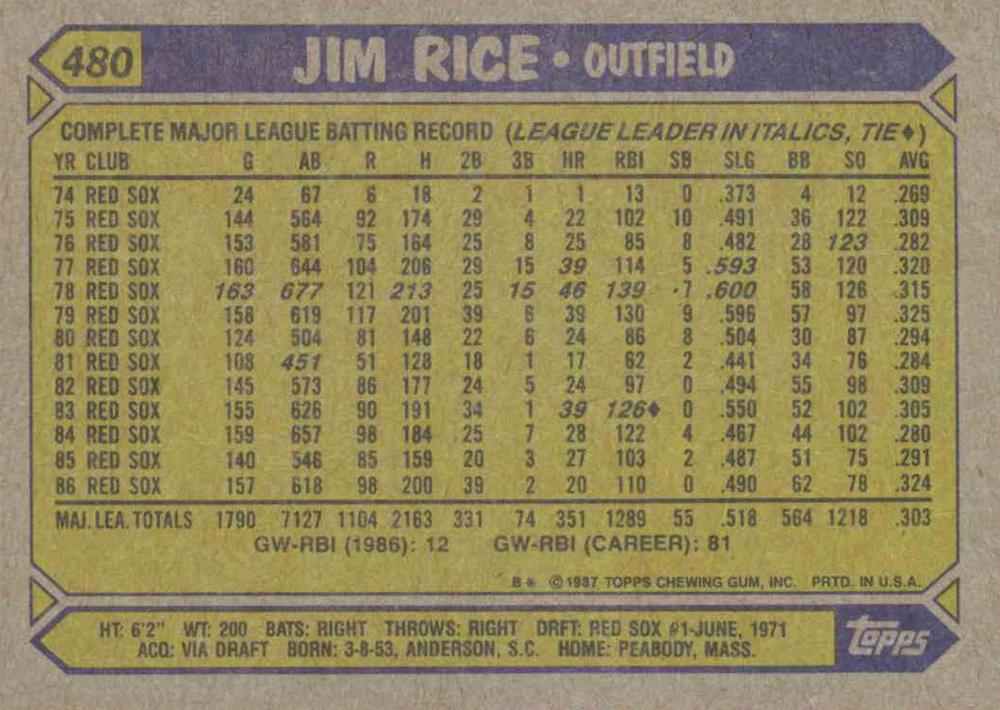 480 JIM RICE • OUTFIELD
COMPLETE MAJOR LEAGUE BATTING RECORD (LEAGUE LEADER IN ITALICS, TIE♦)
YR CLUB G AB R H 2B 3B HR RBI SB SLG BB SO AVG
74 RED SOX 24 67 6 18 2 1 1 13 0 .373 4 12 .269
75 RED SOX 144 564 92 174 29 4 22 102 10 .491 36 122 .309
76 RED SOX 153 581 75 164 25 8 25 85 8 .482 28 123 .282
77 RED SOX 160 644 104 206 29 15 39 114 5 .593 53 120 .320
78 RED SOX 163 677 121 213 25 15 46 139 7 .600 58 126 .315
79 RED SOX 158 619 117 201 39 6 39 130 9 .596 57 97 .325
80 RED SOX 124 504 81 148 22 6 24 86 8 .504 30 87 .294
81 RED SOX 108 451 51 128 18 1 17 62 2 .441 34 76 .284
82 RED SOX 145 573 86 177 24 5 24 97 0 .494 55 98 .309
83 RED SOX 155 626 90 191 34 1 39 126♦ 0 .550 52 102 .305
84 RED SOX 159 657 98 184 25 7 28 122 4 .467 44 102 .280
85 RED SOX 140 546 85 159 20 3 27 103 2 .487 51 75 .291
86 RED SOX 157 618 98 200 39 2 20 110 0 .490 62 78 .324
MAJ. LEA. TOTALS 1790 7127 1104 2163 331 74 351 1289 55 .518 564 1218 .303
GW-RBI (1986): 12 GW-RBI (CAREER): 81
B* ©1987 TOPPS CHEWING GUM, INC. PRTD. IN U.S.A.
HT: 6'2" WT: 200 BATS: RIGHT THROWS: RIGHT DRFT: RED SOX #1-JUNE, 1971
ACQ: VIA DRAFT BORN: 3-8-53, ANDERSON, S.C. HOME: PEABODY, MASS.
Topps